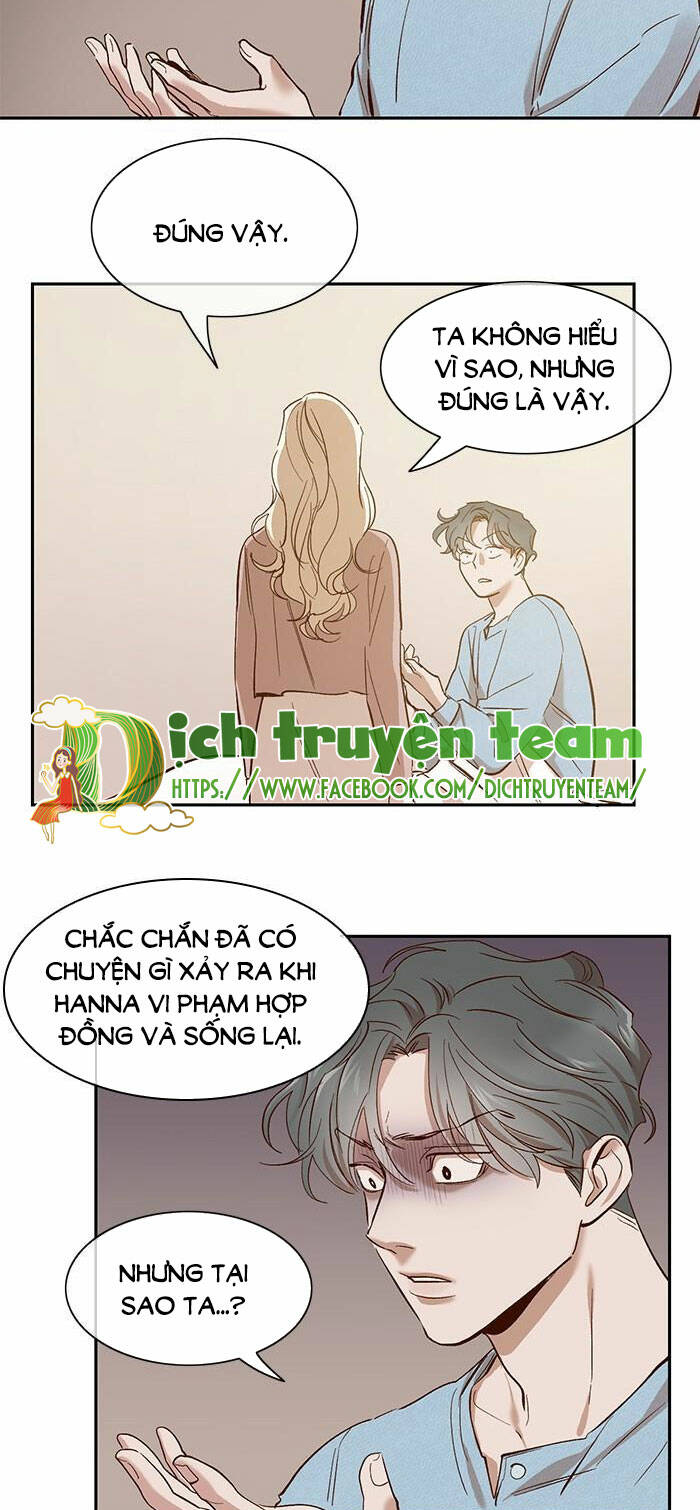 ĐÚNG VẬY.
TA KHÔNG HIỂU
VÌ SAO, NHƯNG
ĐÚNG LÀ VẬY.
Dịch truyện team
HTTPS://WWW.FACEBOOK.COM/DICHTRUYENTEAM/
CHẮC CHẮN ĐÃ CÓ
CHUYỆN GÌ XẢY RA KHI
HANNA VI PHẠM HỢP
ĐỒNG VÀ SỐNG LẠI.
NHƯNG TẠI
SAO TA...?